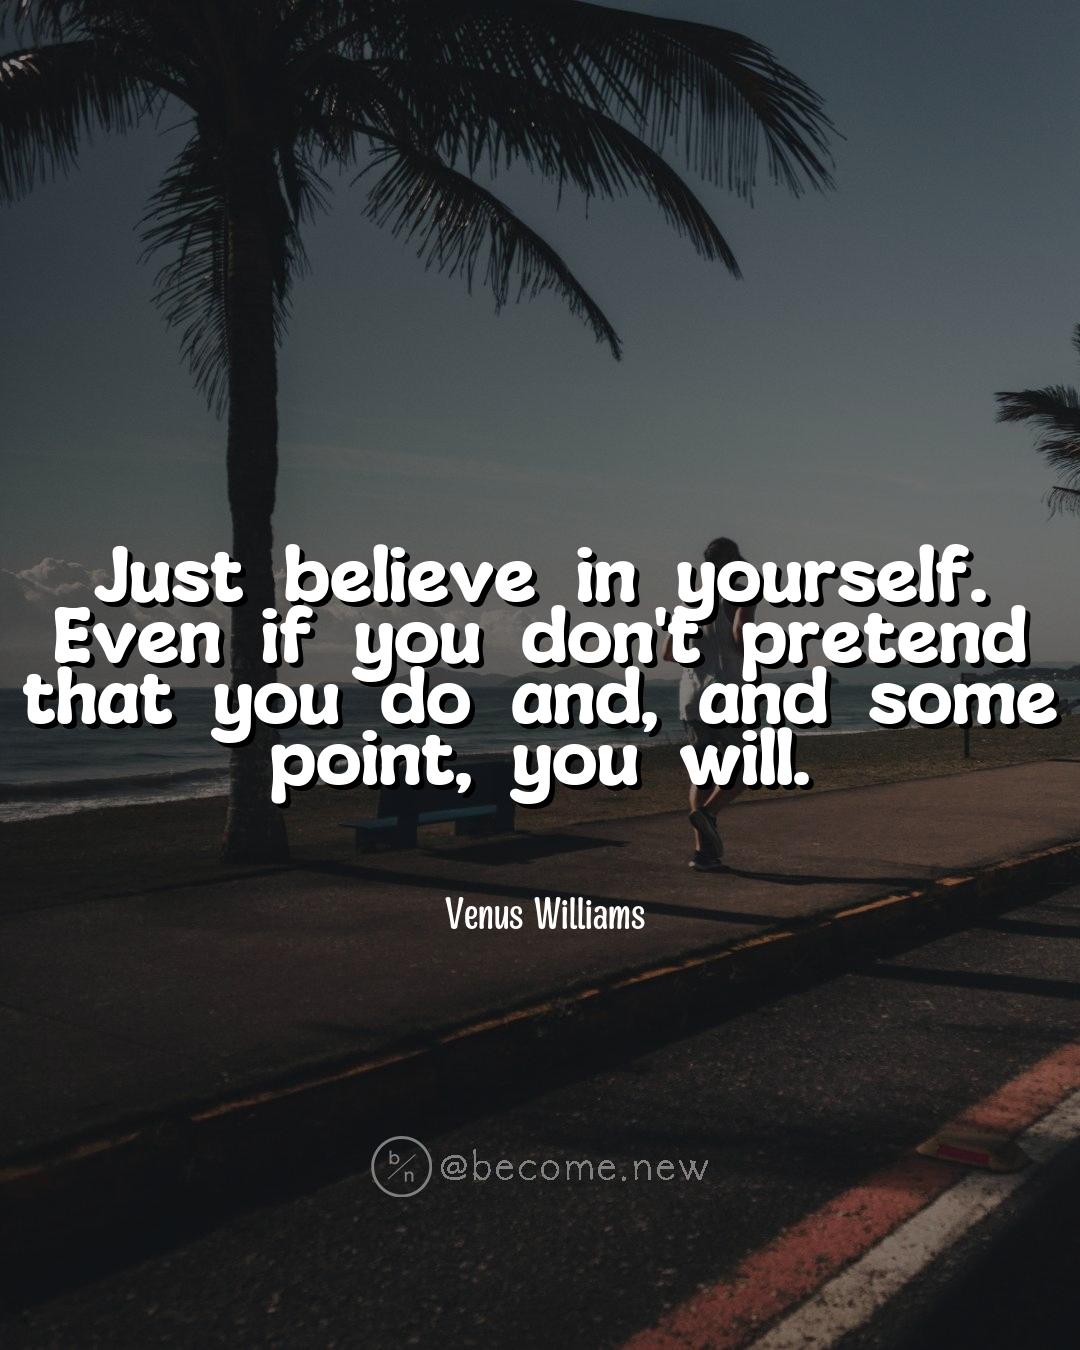 Just believe in yourself.
Even if you don't pretend
that you do and, and some
point, you will.
Venus Williams
b/n @become.new